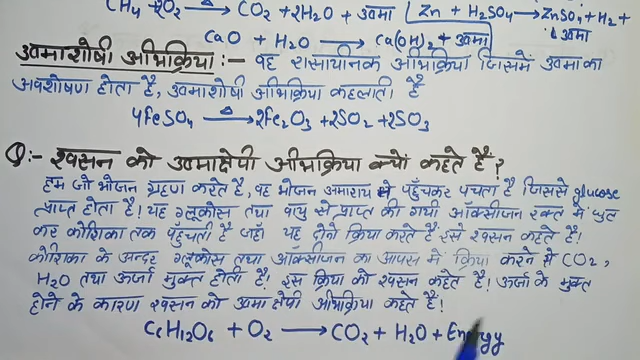 CH₄ + 2O₂ → CO₂ + 2H₂O + ऊष्मा Zn + H₂SO₄ → ZnSO₄ + H₂ + ऊष्मा
CaO + H₂O → Ca(OH)₂ + ऊष्मा
ऊष्माशोषी अभिक्रिया :- वह रासायनिक अभिक्रिया जिसमें ऊष्मा का
अवशोषण होता है, ऊष्माशोषी अभिक्रिया कहलाती है
4FeSO₄ →Δ 2Fe₂O₃ + 2SO₂ + 2SO₃
Q:- श्वसन को ऊष्माक्षेपी अभिक्रिया क्यों कहते हैं?
हम जो भोजन ग्रहण करते है, वह भोजन अमाशय में पहुँचकर पचता है जिससे glucose
प्राप्त होता है! यह ग्लूकोस तथा वायु से प्राप्त की गयी ऑक्सीजन रक्त में घुल
कर कोशिका तक पहुँचती है जहाँ यह दोनो क्रिया करते हैं इसे श्वसन कहते है!
कोशिका के अन्दर ग्लूकोस तथा ऑक्सीजन का आपस में क्रिया करने से CO₂,
H₂O तथा ऊर्जा मुक्त होती है! इस क्रिया को श्वसन कहते है! ऊर्जा के मुक्त
होने के कारण श्वसन को ऊष्मा क्षेपी अभिक्रिया कहते है!
C₆H₁₂O₆ + O₂ → CO₂ + H₂O + Energy